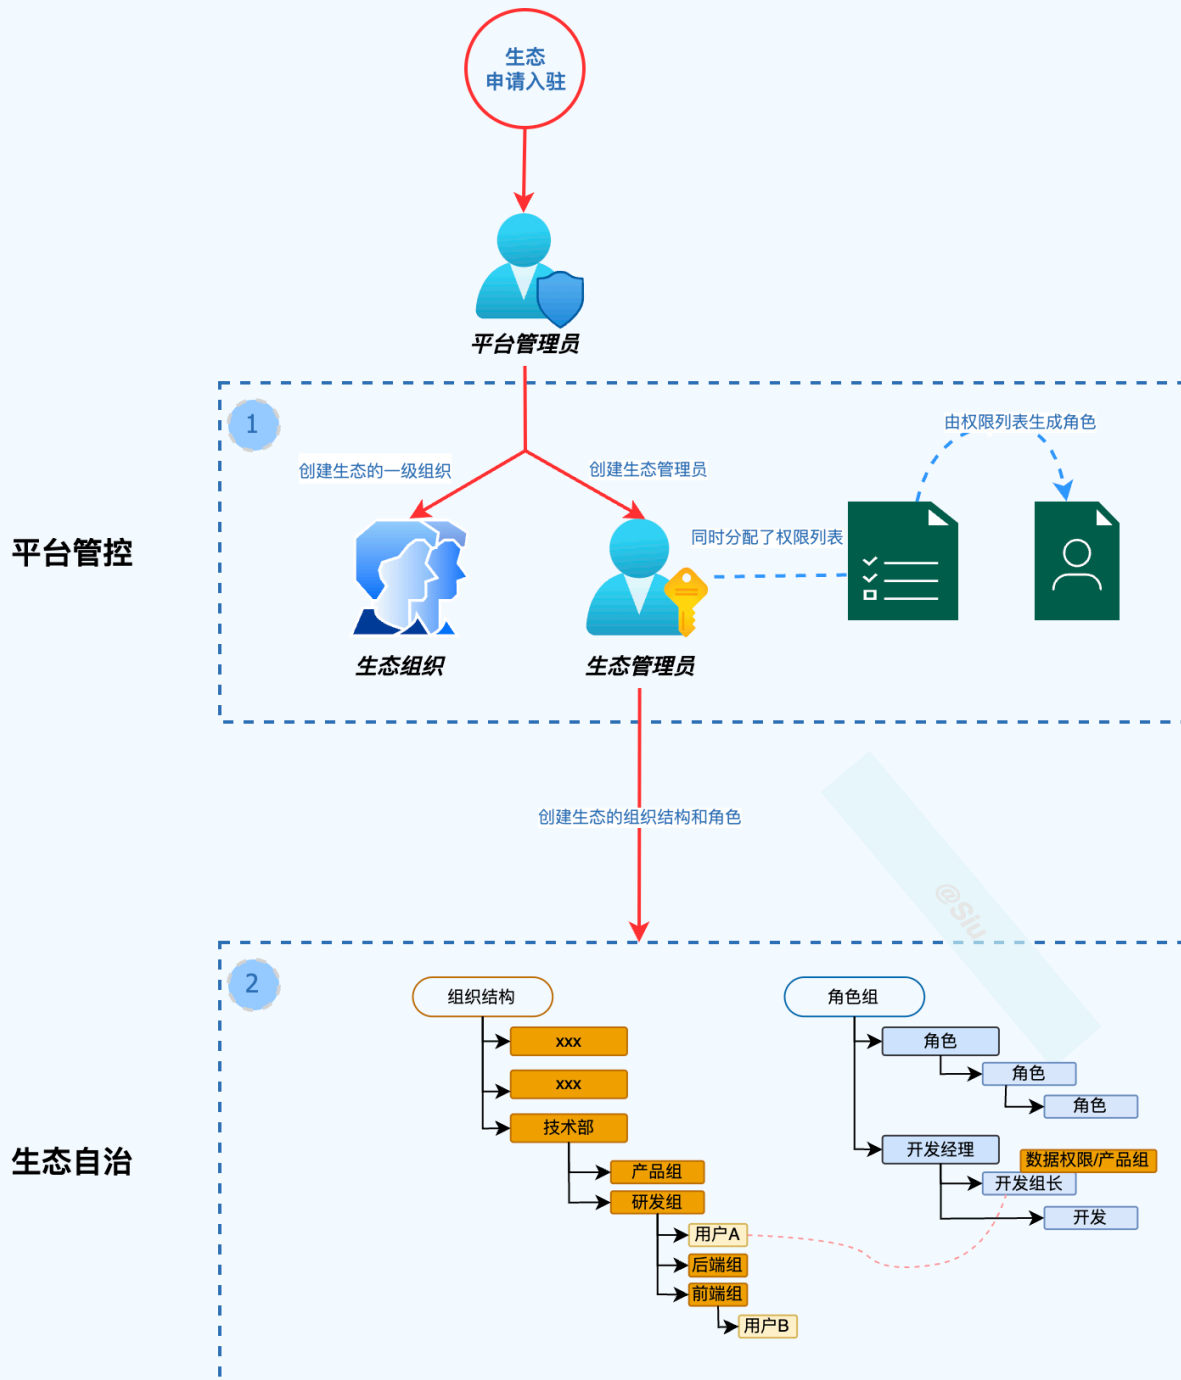 生态
申请入驻
平台管理员
1
由权限列表生成角色
创建生态的一级组织
创建生态管理员
同时分配了权限列表
平台管控
生态组织
生态管理员
创建生态的组织结构和角色
@Siu
2
组织结构
角色组
xxx
角色
xxx
角色
角色
技术部
开发经理
生态自治
数据权限/产品组
产品组
开发组长
研发组
开发
用户A
后端组
前端组
用户B